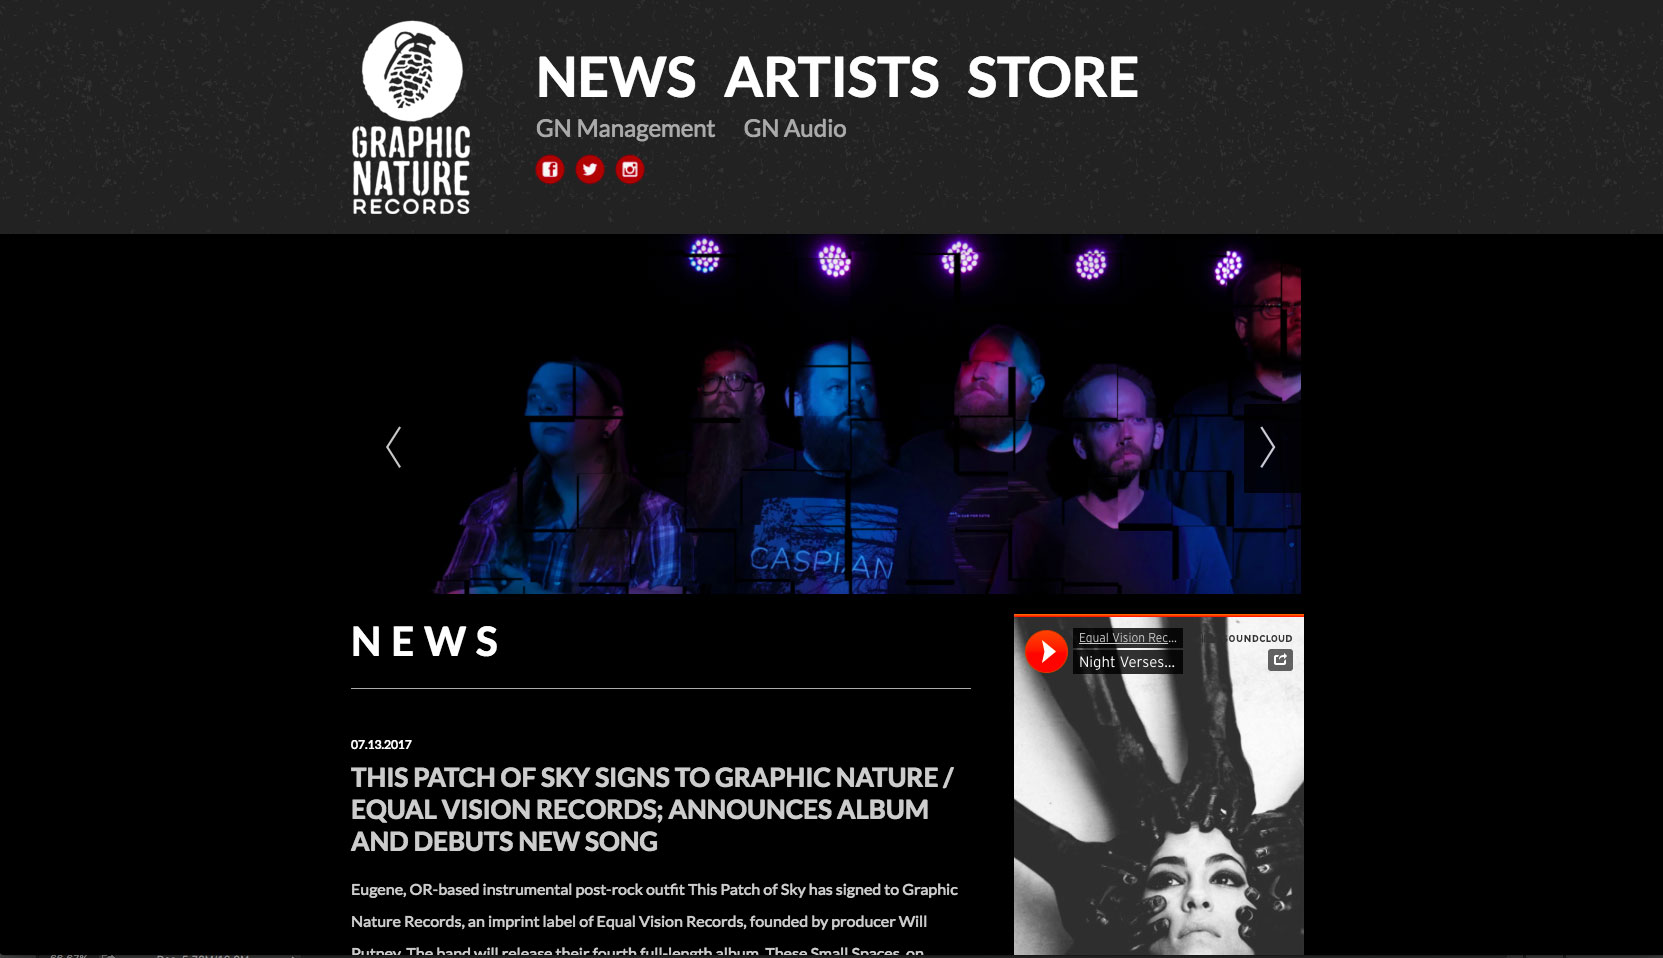 GRAPHIC
NATURE
RECORDS
NEWS ARTISTS STORE
GN Management GN Audio
CASPIAN
NEWS
07.13.2017
THIS PATCH OF SKY SIGNS TO GRAPHIC NATURE /
EQUAL VISION RECORDS; ANNOUNCES ALBUM
AND DEBUTS NEW SONG
Eugene, OR-based instrumental post-rock outfit This Patch of Sky has signed to Graphic
Nature Records, an imprint label of Equal Vision Records, founded by producer Will
Putney. The band will release their fourth full-length album, These Small Spaces, on
Equal Vision Rec...
Night Verses...
OUNDCLOUD